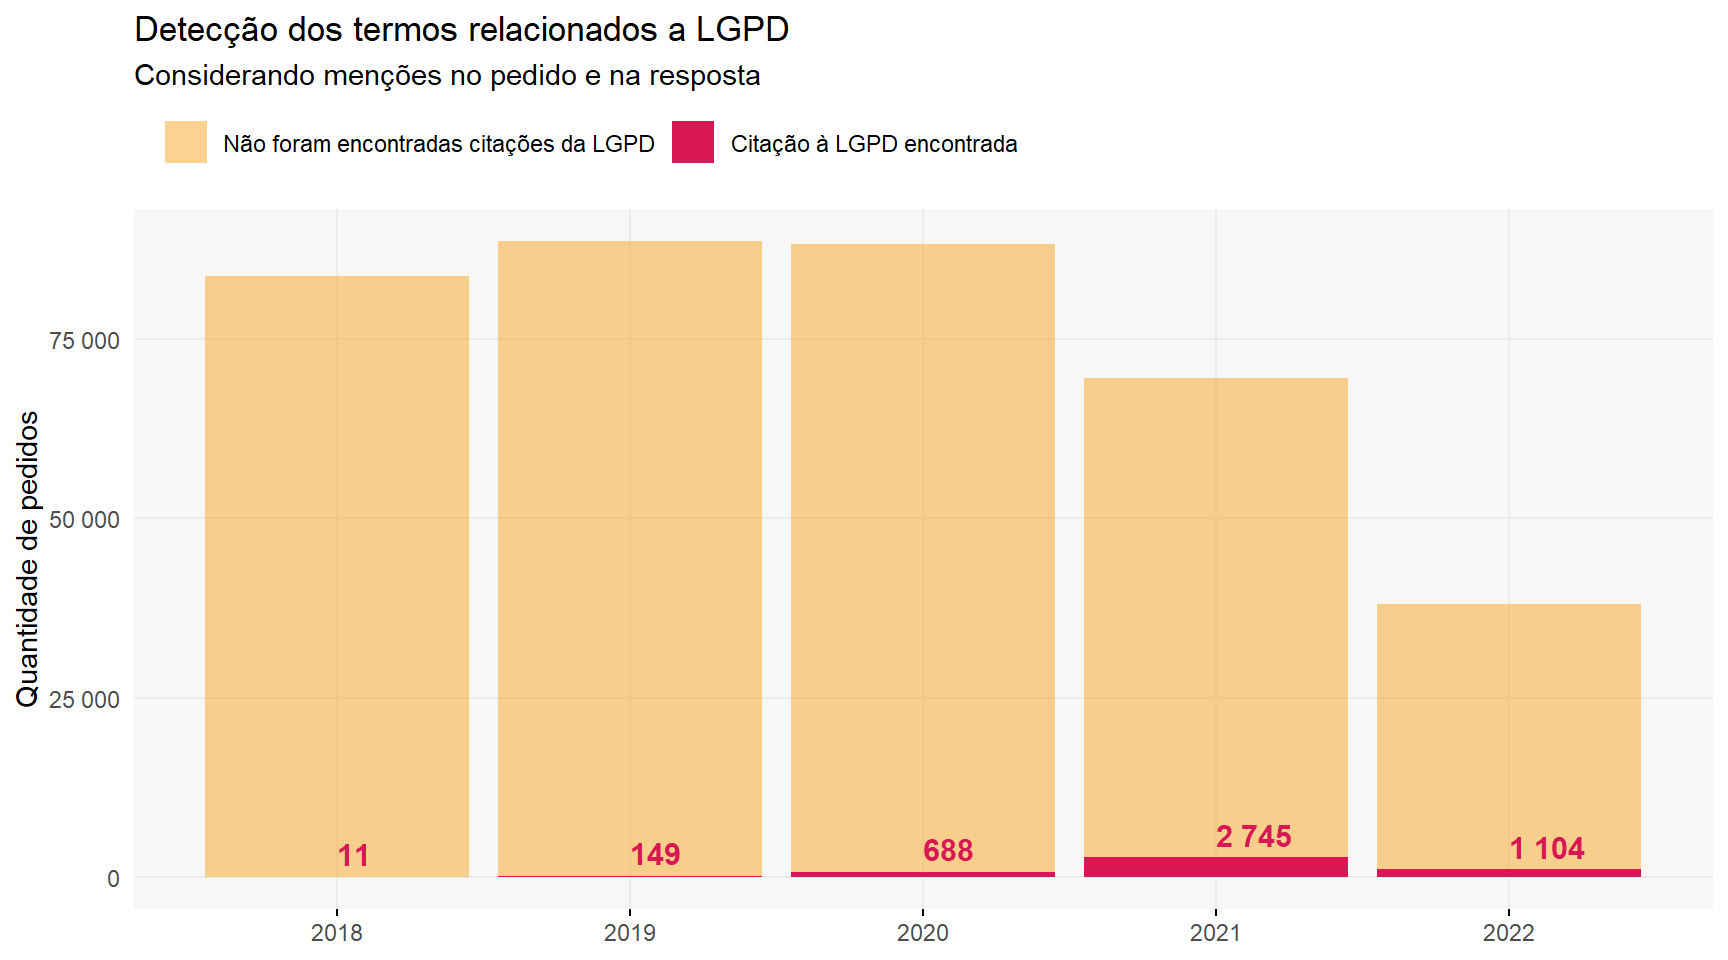 Detecção dos termos relacionados a LGPD
Considerando menções no pedido e na resposta
Não foram encontradas citações da LGPD
Citação à LGPD encontrada
Quantidade de pedidos
75 000
50 000
25 000
0
11
149
688
2 745
1 104
2018
2019
2020
2021
2022